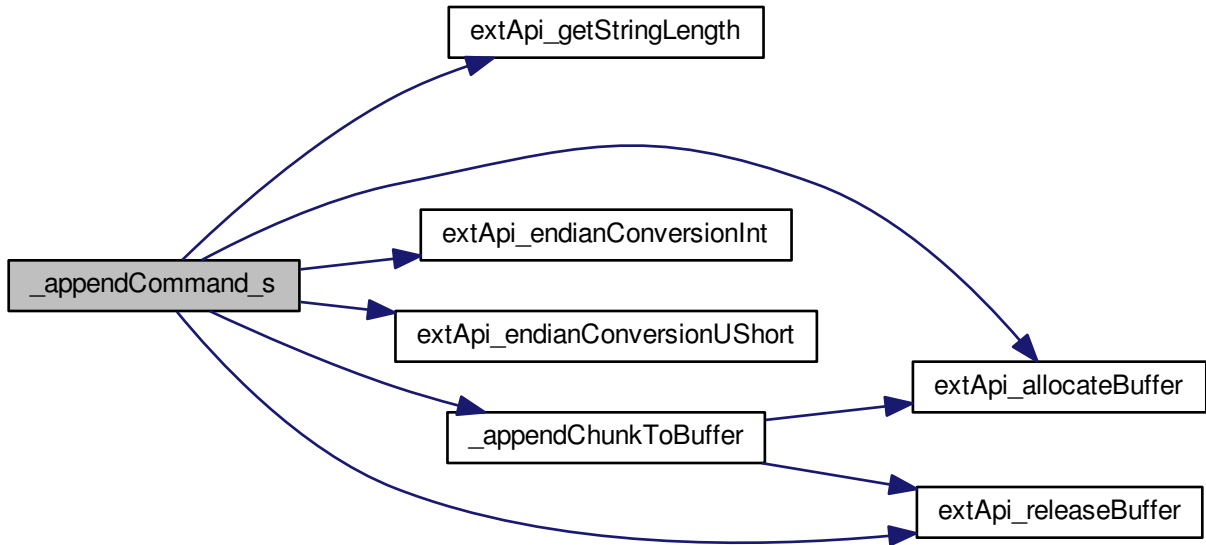 extApi_getStringLength
extApi_endianConversionInt
_appendCommand_s
extApi_endianConversionUShort
extApi_allocateBuffer
_appendChunkToBuffer
extApi_releaseBuffer